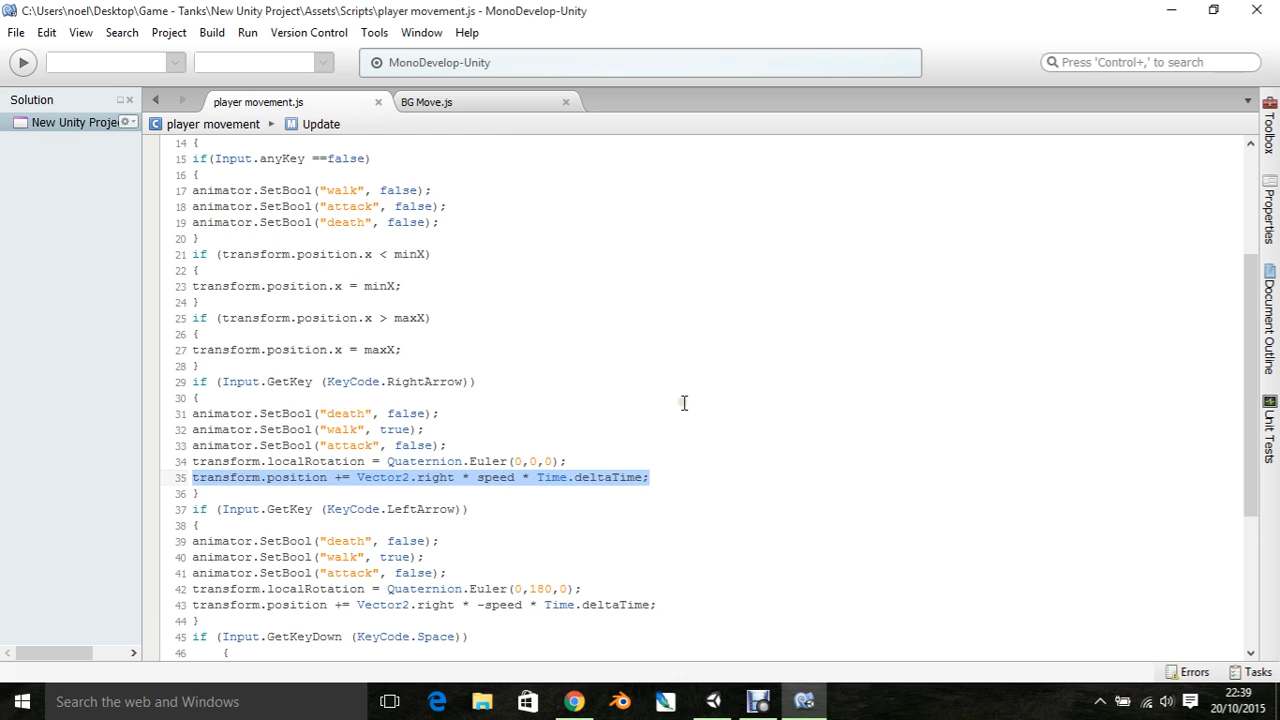 C:\Users\noel\Desktop\Game - Tanks\New Unity Project\Assets\Scripts\player movement.js - MonoDevelop-Unity
File Edit View Search Project Build Run Version Control Tools Window Help
MonoDevelop-Unity
Press 'Control+,' to search
Solution
player movement.js
BG Move.js
New Unity Proje
player movement
Update
Toolbox
Properties
Document Outline
Unit Tests
14 {
15 if(Input.anyKey ==false)
16 {
17 animator.SetBool("walk", false);
18 animator.SetBool("attack", false);
19 animator.SetBool("death", false);
20 }
21 if (transform.position.x < minX)
22 {
23 transform.position.x = minX;
24 }
25 if (transform.position.x > maxX)
26 {
27 transform.position.x = maxX;
28 }
29 if (Input.GetKey (KeyCode.RightArrow))
30 {
31 animator.SetBool("death", false);
32 animator.SetBool("walk", true);
33 animator.SetBool("attack", false);
34 transform.localRotation = Quaternion.Euler(0,0,0);
35 transform.position += Vector2.right * speed * Time.deltaTime;
36 }
37 if (Input.GetKey (KeyCode.LeftArrow))
38 {
39 animator.SetBool("death", false);
40 animator.SetBool("walk", true);
41 animator.SetBool("attack", false);
42 transform.localRotation = Quaternion.Euler(0,180,0);
43 transform.position += Vector2.right * -speed * Time.deltaTime;
44 }
45 if (Input.GetKeyDown (KeyCode.Space))
46 {
Errors Tasks
Search the web and Windows
22:39
20/10/2015